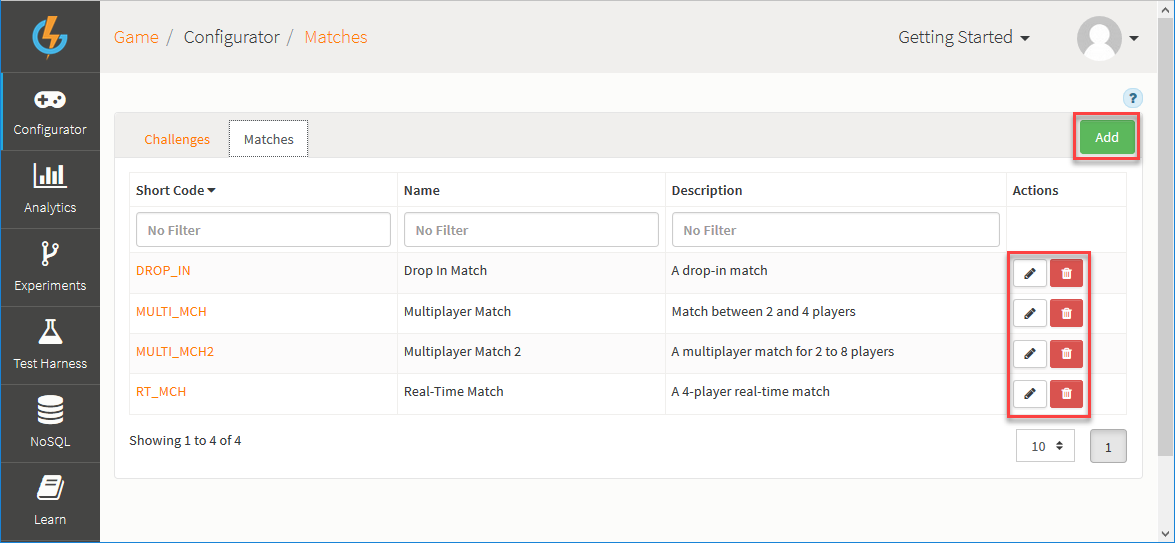 Game / Configurator / Matches
Getting Started
?
Configurator
Analytics
Experiments
Test Harness
NoSQL
Learn
Challenges Matches Add
Short Code Name Description Actions
No Filter No Filter No Filter
DROP_IN Drop In Match A drop-in match
MULTI_MCH Multiplayer Match Match between 2 and 4 players
MULTI_MCH2 Multiplayer Match 2 A multiplayer match for 2 to 8 players
RT_MCH Real-Time Match A 4-player real-time match
Showing 1 to 4 of 4 10 1